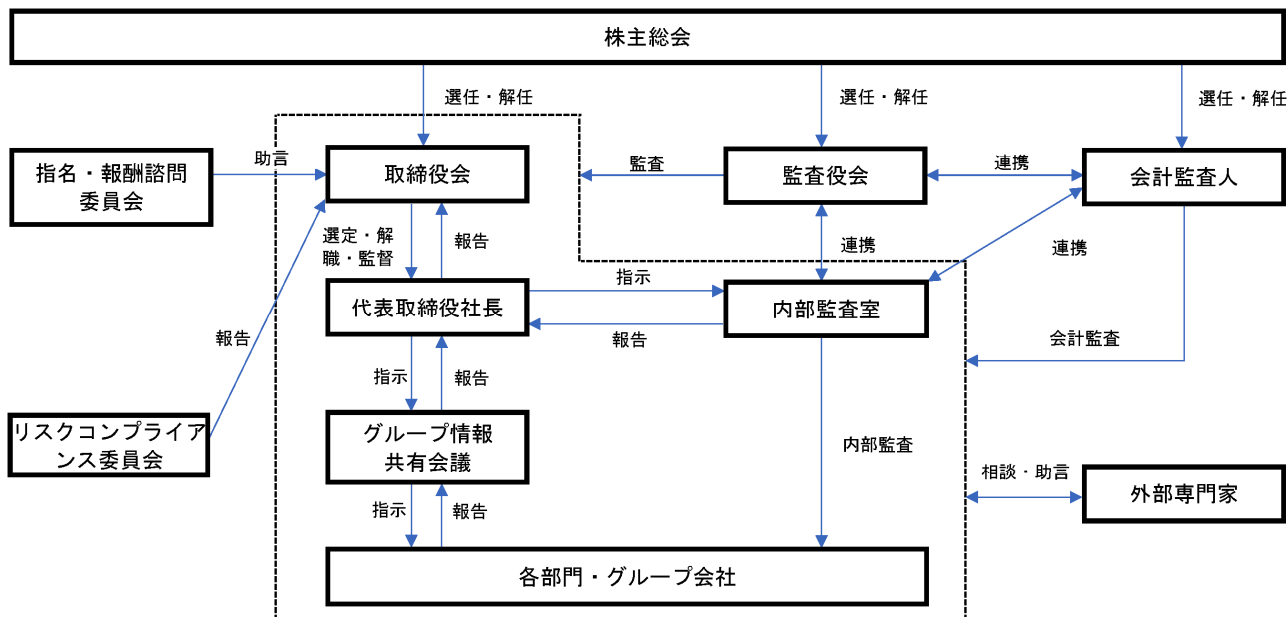 株主総会
選任・解任
選任・解任
選任・解任
指名・報酬諮問
委員会
助言
取締役会
監査
監査役会
連携
会計監査人
選定・解
職・監督
報告
連携
連携
代表取締役社長
指示
報告
内部監査室
報告
会計監査
指示
報告
リスクコンプライア
ンス委員会
グループ情報
共有会議
内部監査
相談・助言
外部専門家
指示
報告
各部門・グループ会社